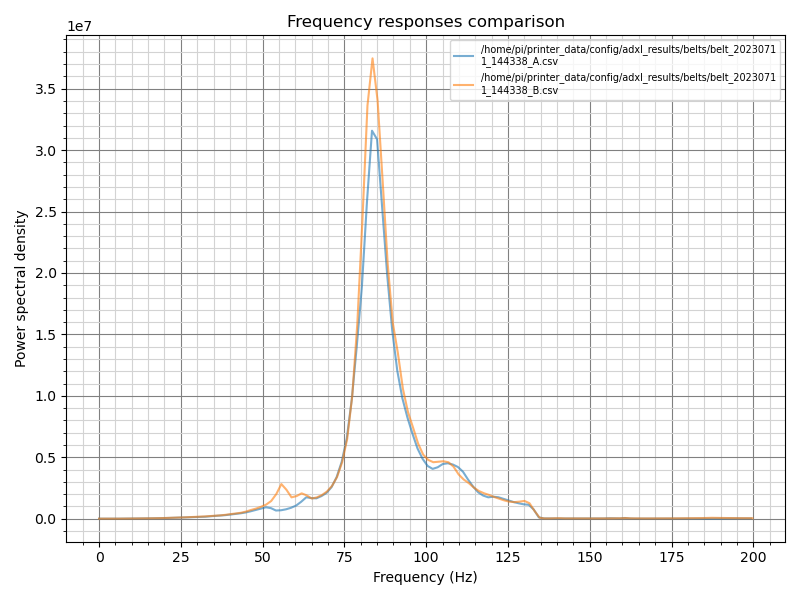 Frequency responses comparison
1e7
/home/pi/printer_data/config/adxl_results/belts/belt_2023071
1_144338_A.csv
/home/pi/printer_data/config/adxl_results/belts/belt_2023071
1_144338_B.csv
Power spectral density
3.5
3.0
2.5
2.0
1.5
1.0
0.5
0.0
0 25 50 75 100 125 150 175 200
Frequency (Hz)